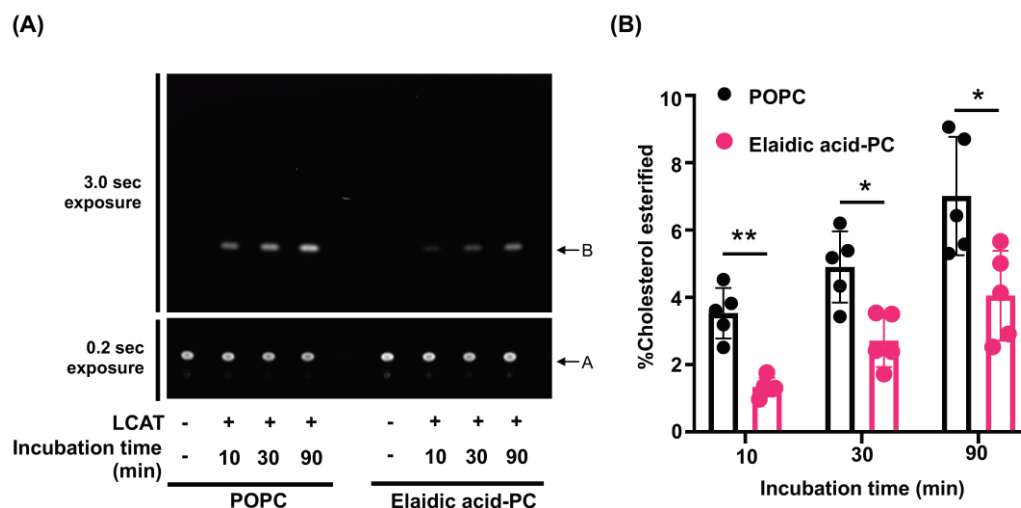 (A)
3.0 sec
exposure
B
0.2 sec
exposure
A
LCAT - + + + - + + +
Incubation time
(min) - 10 30 90 - 10 30 90
POPC Elaidic acid-PC
(B)
%Cholesterol esterified
10
8
6
4
2
0
POPC
Elaidic acid-PC
**
*
*
10 30 90
Incubation time (min)